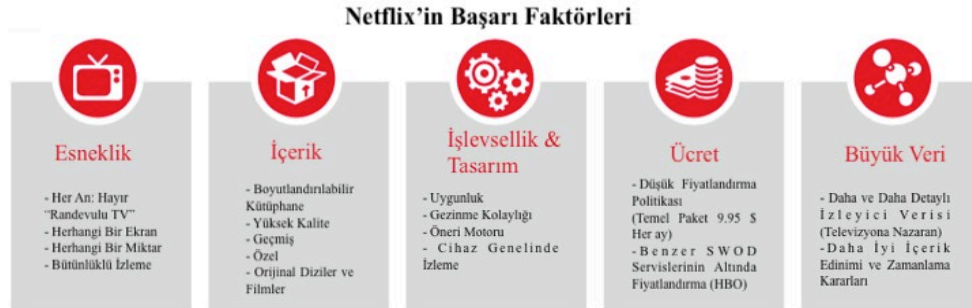 Netflix’in Başarı Faktörleri
Esneklik
- Her An: Hayır
“Randevulu TV”
- Herhangi Bir Ekran
- Herhangi Bir Miktar
- Bütünlüklü İzleme
İçerik
- Boyutlandırılabilir
Kütüphane
- Yüksek Kalite
- Geçmiş
- Özel
- Orijinal Diziler ve
Filmler
İşlevsellik &
Tasarım
- Uygunluk
- Gezinme Kolaylığı
- Öneri Motoru
- Cihaz Genelinde
İzleme
Ücret
- Düşük Fiyatlandırma
Politikası
(Temel Paket 9.95 $
Her ay)
- Benzer SWOD
Servislerinin Altında
Fiyatlandırma (HBO)
Büyük Veri
- Daha ve Daha Detaylı
İzleyici Verisi
(Televizyona Nazaran)
- Daha İyi İçerik
Edinimi ve Zamanlama
Kararları